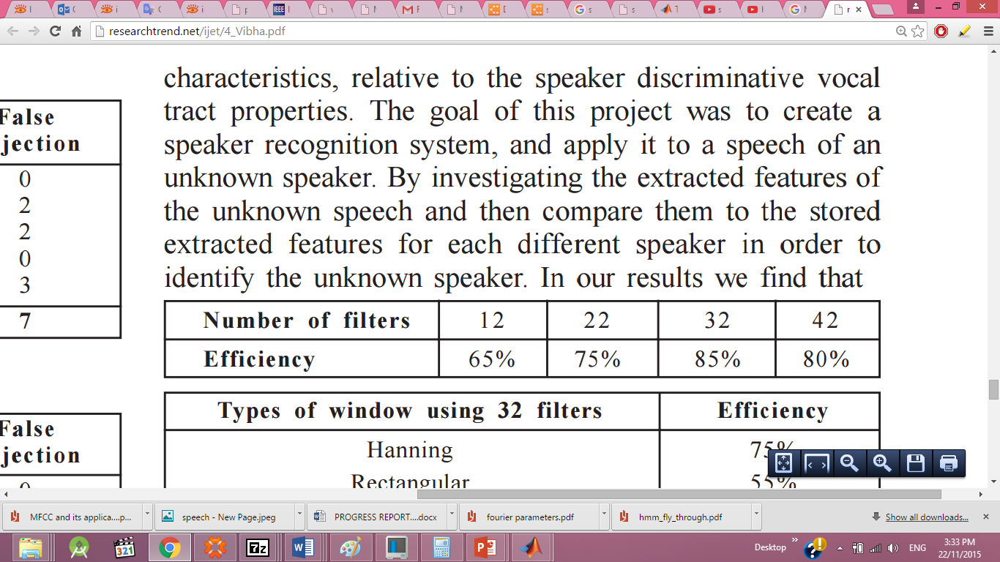 researchtrend.net/ijet/4_Vibha.pdf
characteristics, relative to the speaker discriminative vocal
tract properties. The goal of this project was to create a
speaker recognition system, and apply it to a speech of an
unknown speaker. By investigating the extracted features of
the unknown speech and then compare them to the stored
extracted features for each different speaker in order to
identify the unknown speaker. In our results we find that
False
jection
0
2
2
0
3
7
False
jection
0
Number of filters 12 22 32 42
Efficiency 65% 75% 85% 80%
Types of window using 32 filters Efficiency
Hanning 75%
Rectangular 55%
MFCC and its applica....p... speech - New Page.jpeg PROGRESS REPORT....docx fourier parameters.pdf hmm_fly_through.pdf Show all downloads...
Desktop ENG 3:33 PM
22/11/2015